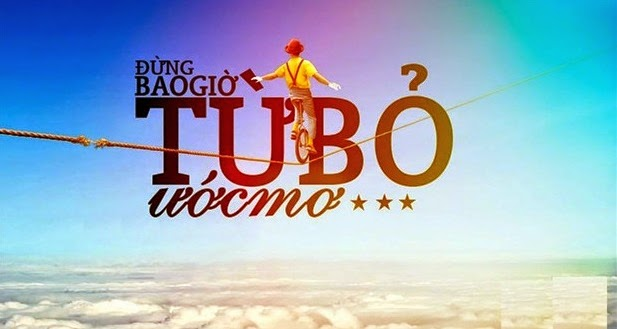 ĐỪNG
BAO GIỜ
TỪ BỎ
ước mơ